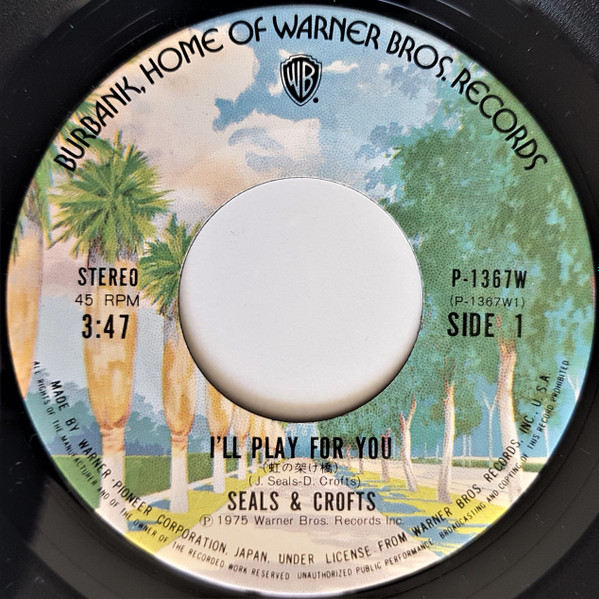 BURBANK, HOME OF WARNER BROS. RECORDS
WB
STEREO
45 RPM
3:47
P-1367W
(P-1367W1)
SIDE 1
I'LL PLAY FOR YOU
(虹の架け橋)
(J. Seals-D. Crofts)
SEALS & CROFTS
Ⓟ 1975 Warner Bros. Records Inc.
MADE BY WARNER-PIONEER CORPORATION, JAPAN, UNDER LICENSE FROM WARNER BROS. RECORDS INC., U.S.A.
ALL RIGHTS OF THE MANUFACTURER AND OF THE OWNER OF THE RECORDED WORK RESERVED UNAUTHORIZED PUBLIC PERFORMANCE BROADCASTING AND COPYING OF THIS RECORD PROHIBITED